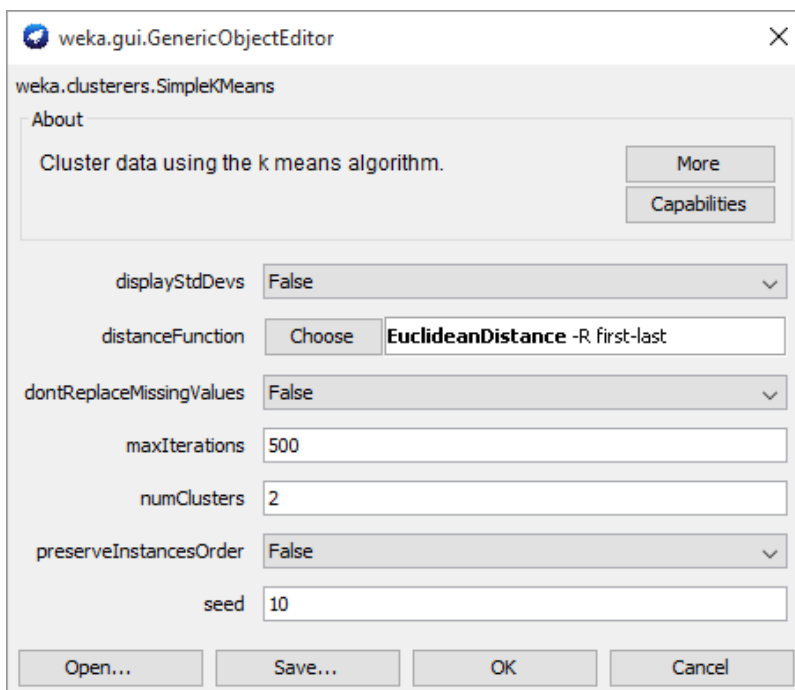 weka.gui.GenericObjectEditor
weka.clusterers.SimpleKMeans
About
Cluster data using the k means algorithm.
More
Capabilities
displayStdDevs False
distanceFunction Choose EuclideanDistance -R first-last
dontReplaceMissingValues False
maxIterations 500
numClusters 2
preserveInstancesOrder False
seed 10
Open... Save... OK Cancel